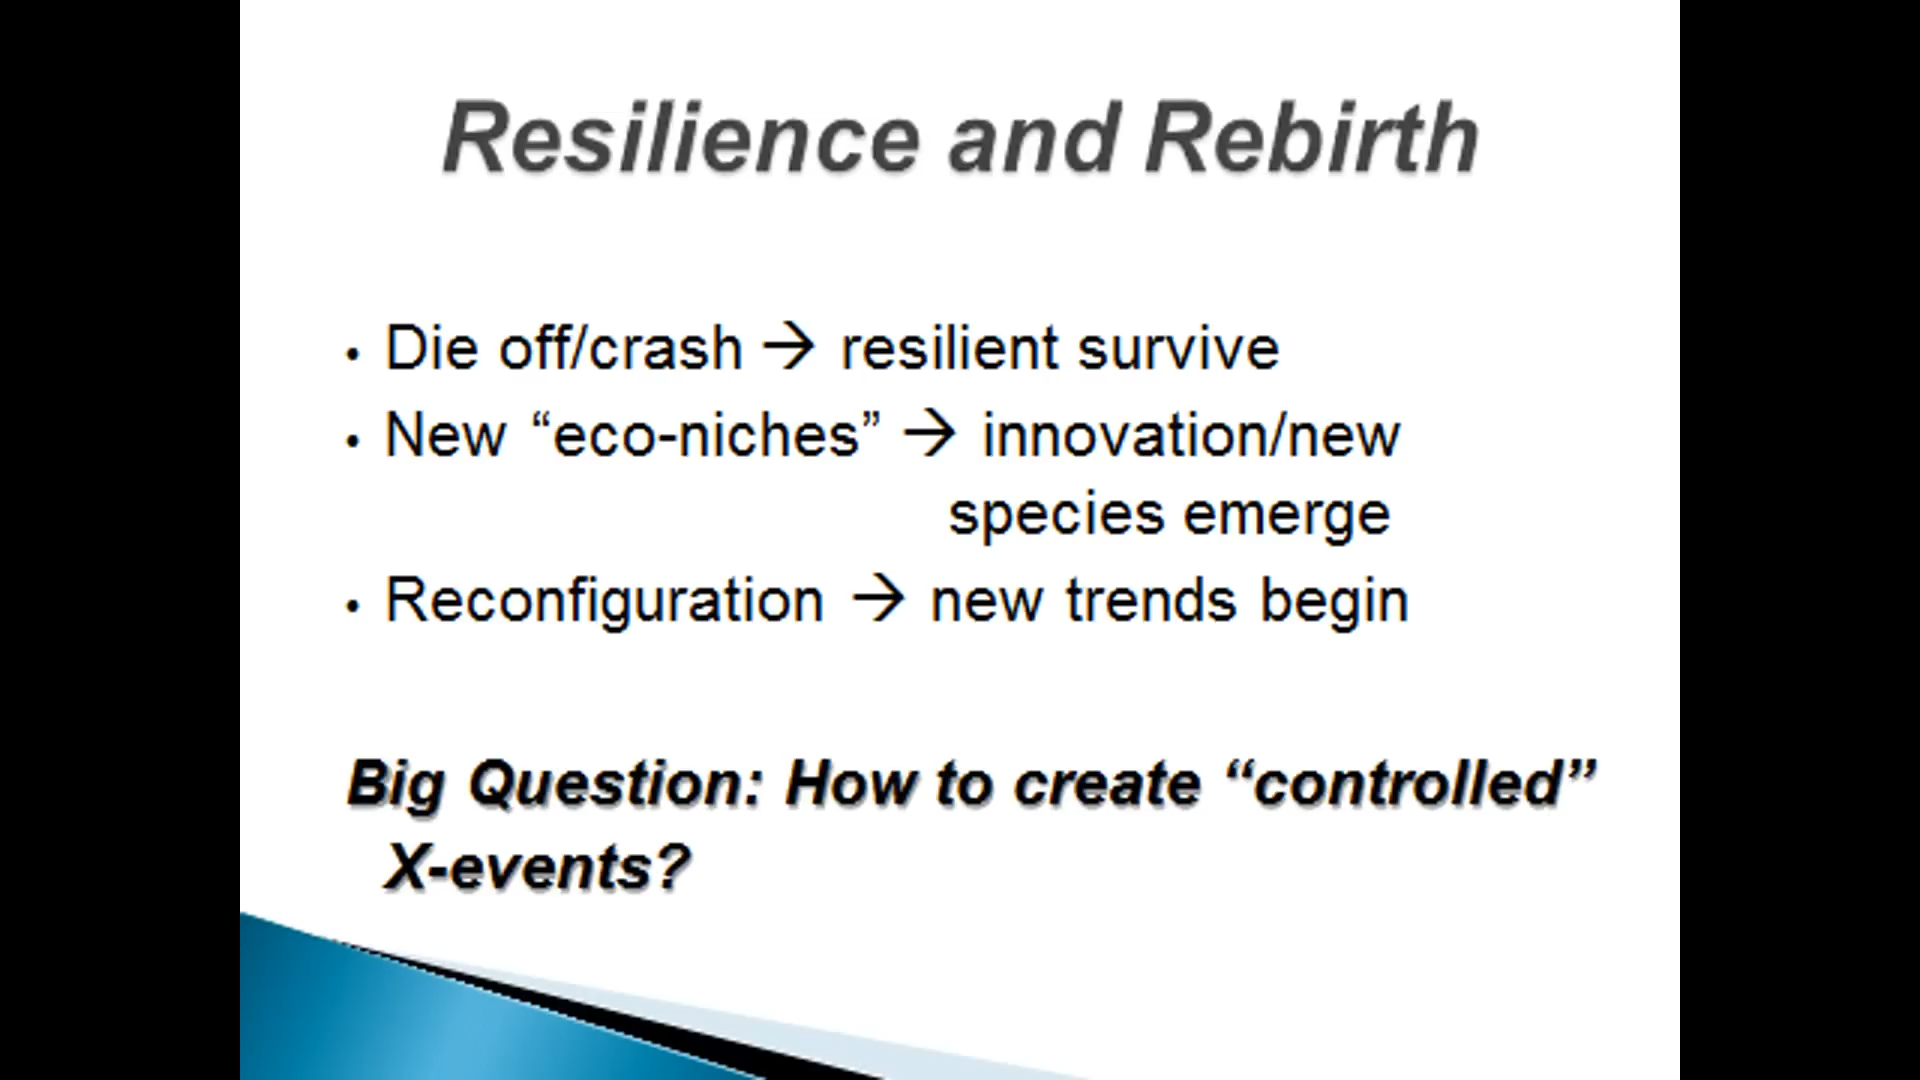 Resilience and Rebirth
• Die off/crash → resilient survive
• New “eco-niches” → innovation/new
species emerge
• Reconfiguration → new trends begin
Big Question: How to create “controlled”
X-events?